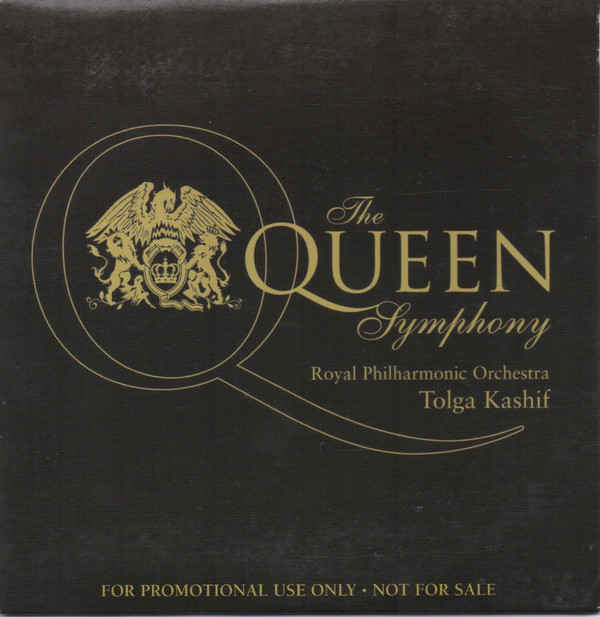 The
QUEEN
Symphony
Royal Philharmonic Orchestra
Tolga Kashif
FOR PROMOTIONAL USE ONLY • NOT FOR SALE